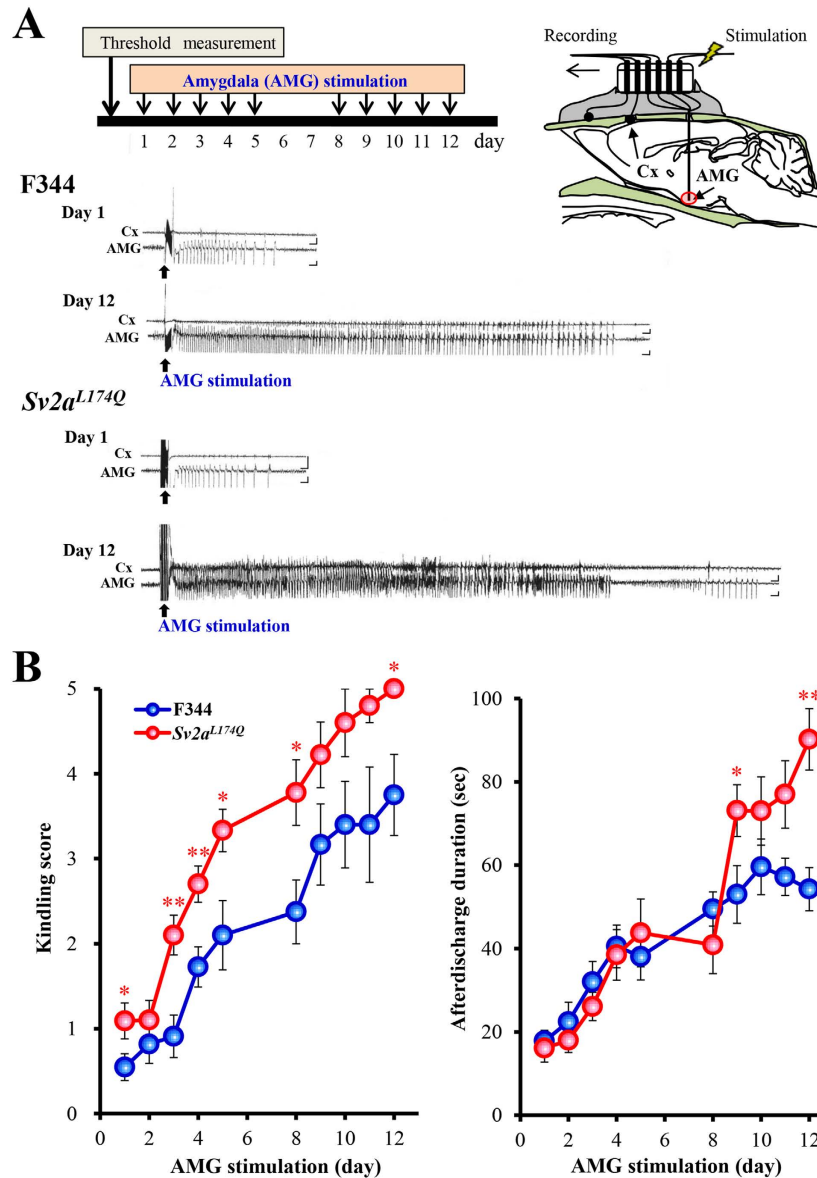 A
Threshold measurement
Amygdala (AMG) stimulation
1 2 3 4 5 6 7 8 9 10 11 12 day
Recording Stimulation
Cx AMG
F344
Day 1
Cx
AMG
Day 12
Cx
AMG
AMG stimulation
Sv2aL174Q
Day 1
Cx
AMG
Day 12
Cx
AMG
AMG stimulation
B
Kindling score
5
4
3
2
1
0
0 2 4 6 8 10 12
AMG stimulation (day)
F344
Sv2aL174Q
*
**
**
*
*
*
Afterdischarge duration (sec)
100
80
60
40
20
0
0 2 4 6 8 10 12
AMG stimulation (day)
*
**